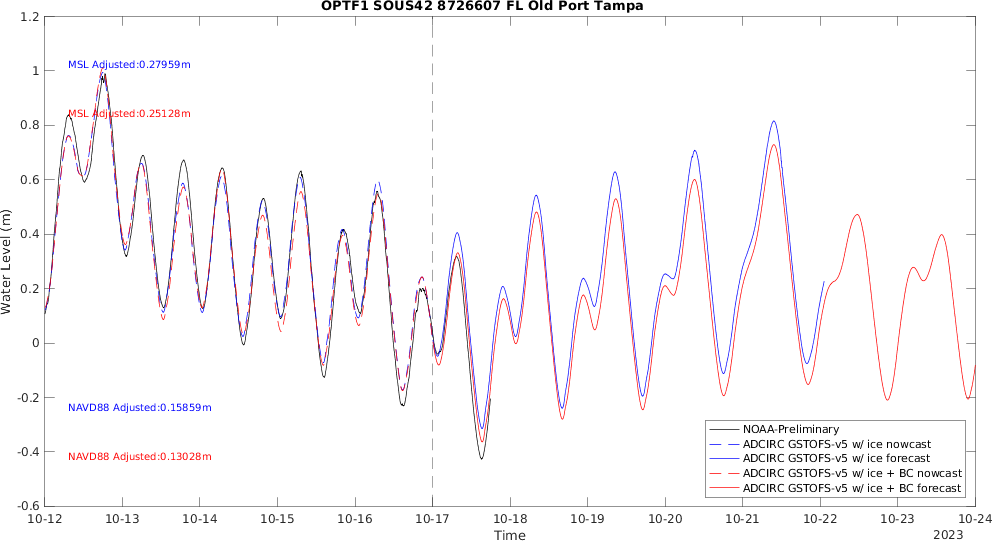 OPTF1 SOUS42 8726607 FL Old Port Tampa
1.2
1
0.8
0.6
0.4
0.2
0
-0.2
-0.4
-0.6
Water Level (m)
MSL Adjusted:0.27959m
MSL Adjusted:0.25128m
NAVD88 Adjusted:0.15859m
NAVD88 Adjusted:0.13028m
NOAA-Preliminary
ADCIRC GSTOFS-v5 w/ ice nowcast
ADCIRC GSTOFS-v5 w/ ice forecast
ADCIRC GSTOFS-v5 w/ ice + BC nowcast
ADCIRC GSTOFS-v5 w/ ice + BC forecast
10-12 10-13 10-14 10-15 10-16 10-17 10-18 10-19 10-20 10-21 10-22 10-23 10-24
Time
2023